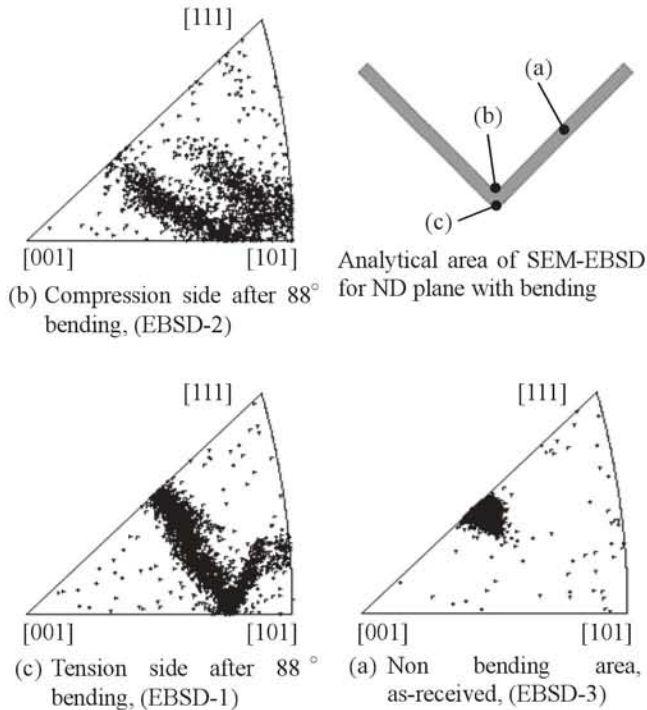 [111]
[001]
[101]
(b) Compression side after 88°
bending, (EBSD-2)
(a)
(b)
(c)
Analytical area of SEM-EBSD
for ND plane with bending
[111]
[001]
[101]
(c) Tension side after 88 °
bending, (EBSD-1)
[111]
[001]
[101]
(a) Non bending area,
as-received, (EBSD-3)